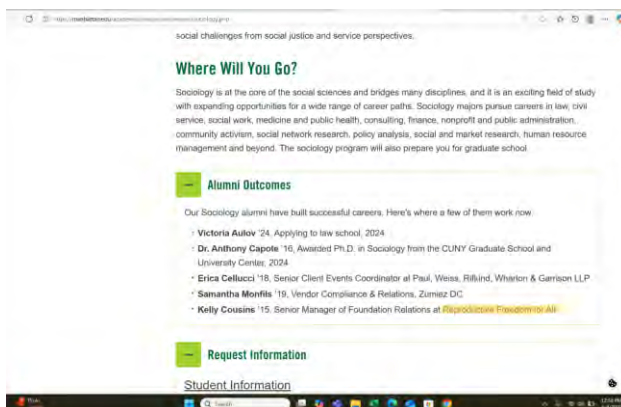 social challenges from social justice and service perspectives.
Where Will You Go?
Sociology is at the core of the social sciences and bridges many disciplines, and it is an exciting field of study
with expanding opportunities for a wide range of career paths. Sociology majors pursue careers in law, civil
service, social work, medicine and public health, consulting, finance, nonprofit and public administration,
community activism, social network research, policy analysis, social and market research, human resource
management and beyond. The sociology program will also prepare you for graduate school.
Alumni Outcomes
Our Sociology alumni have built successful careers. Here's where a few of them work now.
· Victoria Aulov '24, Applying to law school, 2024
· Dr. Anthony Capote '16, Awarded Ph.D. in Sociology from the CUNY Graduate School and
University Center, 2024
· Erica Cellucci '18, Senior Client Events Coordinator at Paul, Weiss, Rifkind, Wharton & Garrison LLP
· Samantha Monfils '19, Vendor Compliance & Relations, Zumiez DC
· Kelly Cousins '15, Senior Manager of Foundation Relations at Reproductive Freedom for All
Request Information
Student Information
Search